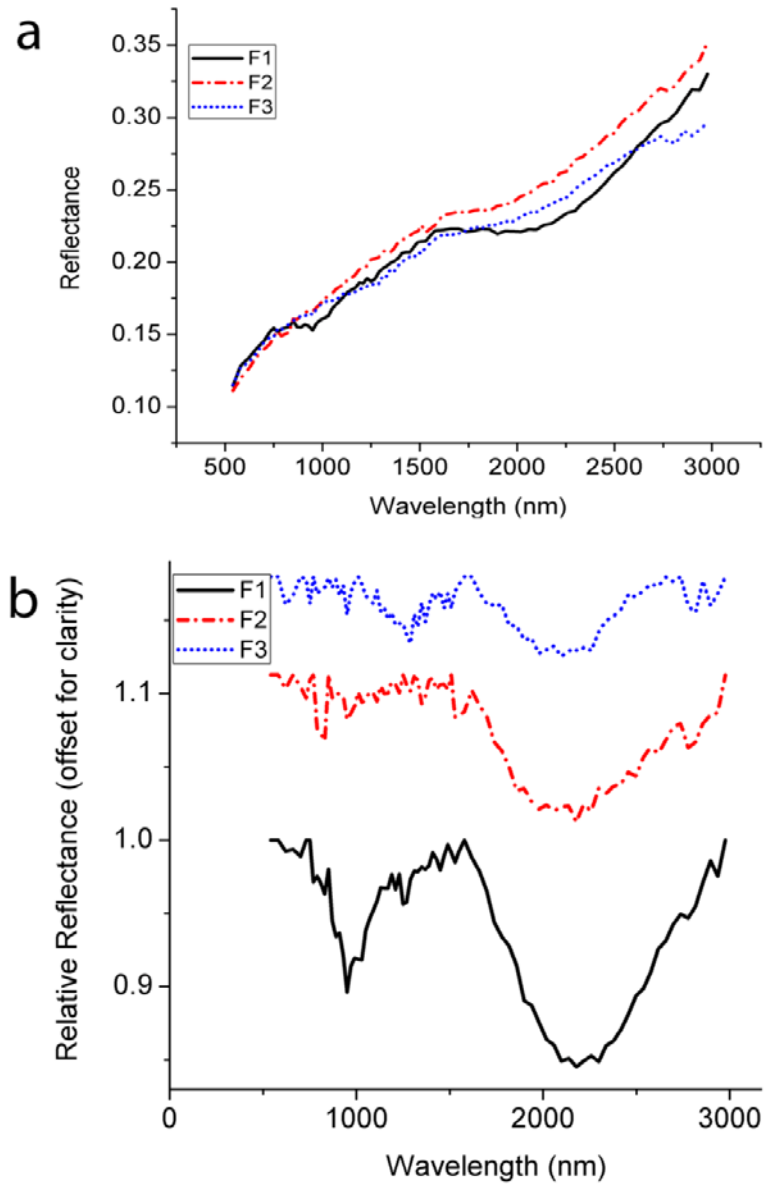 a
0.35
0.30
0.25
0.20
0.15
0.10
Reflectance
F1
F2
F3
500 1000 1500 2000 2500 3000
Wavelength (nm)
b
F1
F2
F3
1.1
1.0
0.9
Relative Reflectance (offset for clarity)
0 1000 2000 3000
Wavelength (nm)